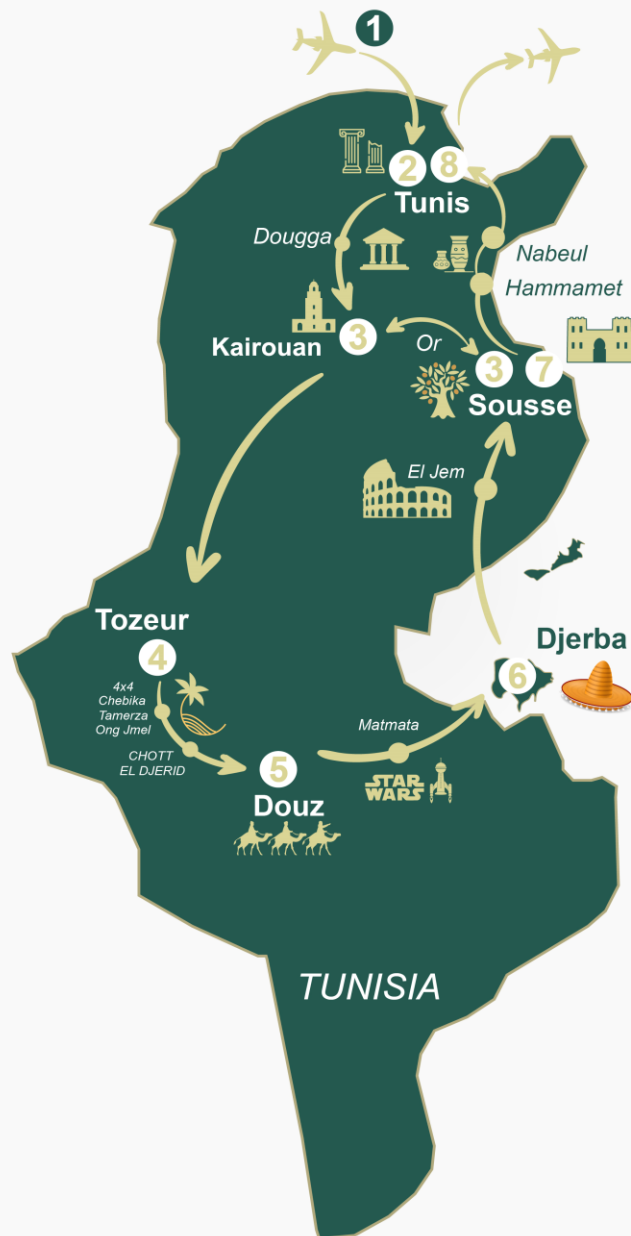 1
2 8
Tunis
Dougga
Nabeul
Hammamet
3
Kairouan
Or
3 7
Sousse
El Jem
Tozeur
4
4x4
Chebika
Tamerza
Ong Jmel
CHOTT
EL DJERID
5
Douz
Matmata
STAR
WARS
Djerba
6
TUNISIA